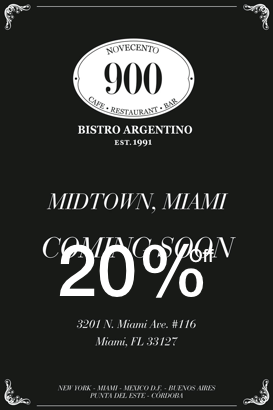 NOVECENTO
900
CAFE • RESTAURANT • BAR
BISTRO ARGENTINO
EST. 1991
MIDTOWN, MIAMI
COMING SOON
20% Off
3201 N. Miami Ave. #116
Miami, FL 33127
NEW YORK - MIAMI - MEXICO D.F. - BUENOS AIRES
PUNTA DEL ESTE - CÓRDOBA